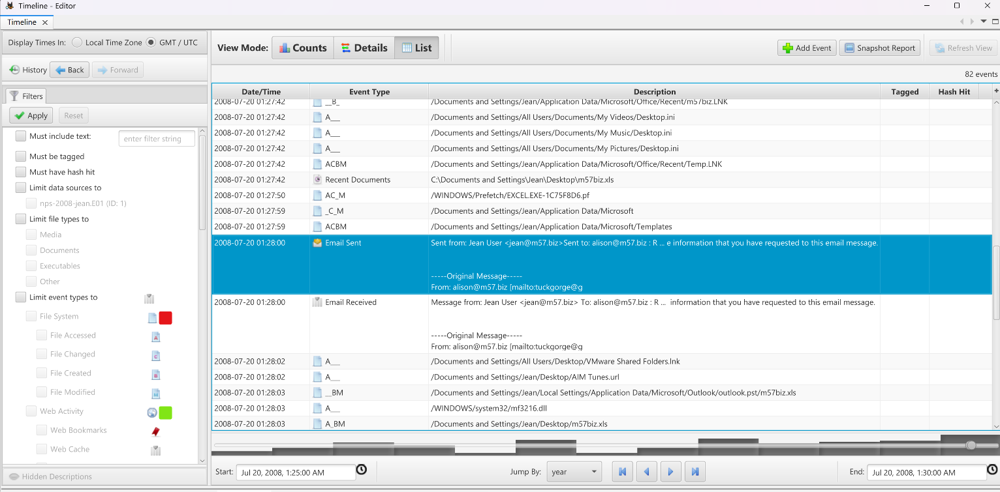 Timeline - Editor
Timeline
Display Times In: Local Time Zone GMT / UTC
History Back Forward
Filters
Apply Reset
Must include text: enter filter string
Must be tagged
Must have hash hit
Limit data sources to
nps-2008-jean.E01 (ID: 1)
Limit file types to
Media
Documents
Executables
Other
Limit event types to
File System
File Accessed
File Changed
File Created
File Modified
Web Activity
Web Bookmarks
Web Cache
Hidden Descriptions
View Mode: Counts Details List
Add Event Snapshot Report Refresh View
82 events
Date/Time Event Type Description Tagged Hash Hit
2008-07-20 01:27:42 __B_ /Documents and Settings/Jean/Application Data/Microsoft/Office/Recent/m57biz.LNK
2008-07-20 01:27:42 A___ /Documents and Settings/All Users/Documents/My Videos/Desktop.ini
2008-07-20 01:27:42 A___ /Documents and Settings/All Users/Documents/My Music/Desktop.ini
2008-07-20 01:27:42 A___ /Documents and Settings/All Users/Documents/My Pictures/Desktop.ini
2008-07-20 01:27:42 ACBM /Documents and Settings/Jean/Application Data/Microsoft/Office/Recent/Temp.LNK
2008-07-20 01:27:42 Recent Documents C:\Documents and Settings\Jean\Desktop\m57biz.xls
2008-07-20 01:27:50 AC_M /WINDOWS/Prefetch/EXCEL.EXE-1C75F8D6.pf
2008-07-20 01:27:59 _C_M /Documents and Settings/Jean/Application Data/Microsoft
2008-07-20 01:27:59 ACBM /Documents and Settings/Jean/Application Data/Microsoft/Templates
2008-07-20 01:28:00 Email Sent Sent from: Jean User <jean@m57.biz>Sent to: alison@m57.biz : R ... e information that you have requested to this email message.
-----Original Message-----
From: alison@m57.biz [mailto:tuckgorge@g
2008-07-20 01:28:00 Email Received Message from: Jean User <jean@m57.biz> To: alison@m57.biz : R ... information that you have requested to this email message.
-----Original Message-----
From: alison@m57.biz [mailto:tuckgorge@g
2008-07-20 01:28:02 A___ /Documents and Settings/All Users/Desktop/VMware Shared Folders.lnk
2008-07-20 01:28:02 A___ /Documents and Settings/Jean/Desktop/AIM Tunes.url
2008-07-20 01:28:03 __BM /Documents and Settings/Jean/Local Settings/Application Data/Microsoft/Outlook/outlook.pst/m57biz.xls
2008-07-20 01:28:03 A___ /WINDOWS/system32/mf3216.dll
2008-07-20 01:28:03 A_BM /Documents and Settings/Jean/Desktop/m57biz.xls
Start: Jul 20, 2008, 1:25:00 AM Jump By: year End: Jul 20, 2008, 1:30:00 AM